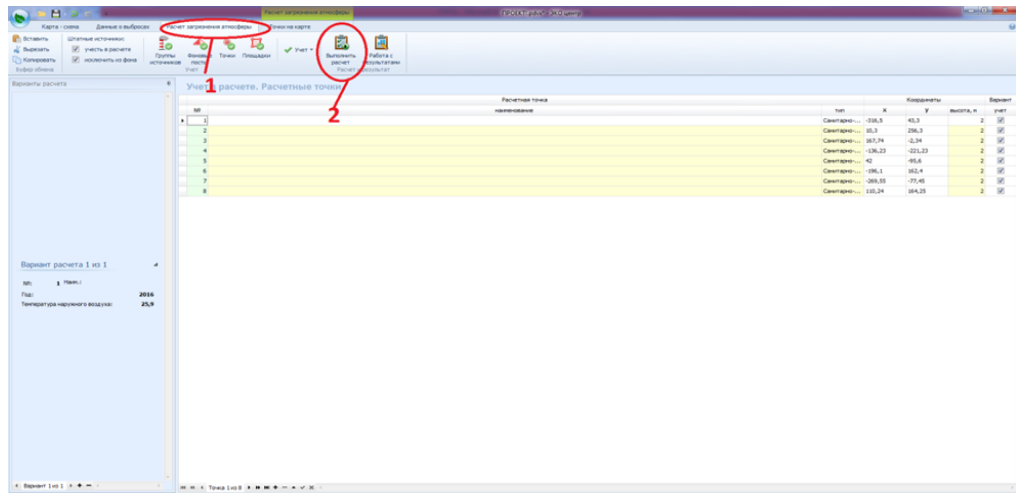 Расчет загрязнения атмосферы
ЭКО центр
Карта - схема Данные о выбросах Расчет загрязнения атмосферы Точки на карте
Вставить
Вырезать
Копировать
Буфер обмена
Штатные источники:
учесть в расчете
исключить из фона
Группы источников
Фоновые посты
Точки
Площадки
Учет
Учет
Выполнить расчет
Работа с результатами
Расчет и результат
1
2
Варианты расчета
Учет в расчете. Расчетные точки
Расчетная точка Координаты Вариант
№ наименование тип X У высота, м учет
1 Санитарно-... -318,5 43,3 2
2 Санитарно-... 10,3 256,3 2
3 Санитарно-... 167,74 -2,34 2
4 Санитарно-... -136,23 -221,23 2
5 Санитарно-... 42 -95,6 2
6 Санитарно-... -196,1 162,4 2
7 Санитарно-... -269,55 -77,45 2
8 Санитарно-... 110,24 164,25 2
Вариант расчета 1 из 1
№: 1 Наим.:
Год: 2016
Температура наружного воздуха: 25,9
Вариант 1 из 1
Точка 1 из 8